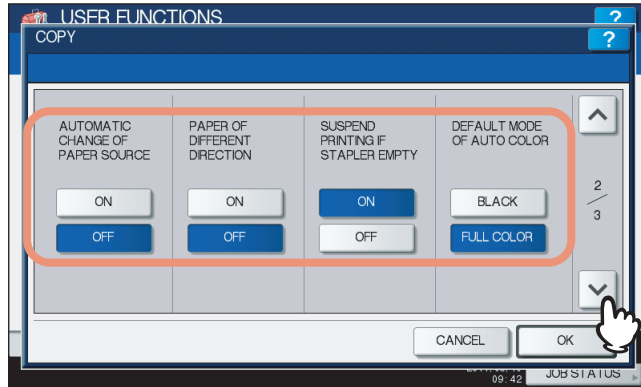 USER FUNCTIONS
?
COPY
?
AUTOMATIC
CHANGE OF
PAPER SOURCE
ON
OFF
PAPER OF
DIFFERENT
DIRECTION
ON
OFF
SUSPEND
PRINTING IF
STAPLER EMPTY
ON
OFF
DEFAULT MODE
OF AUTO COLOR
BLACK
FULL COLOR
2
3
CANCEL
OK
09:42
JOB STATUS